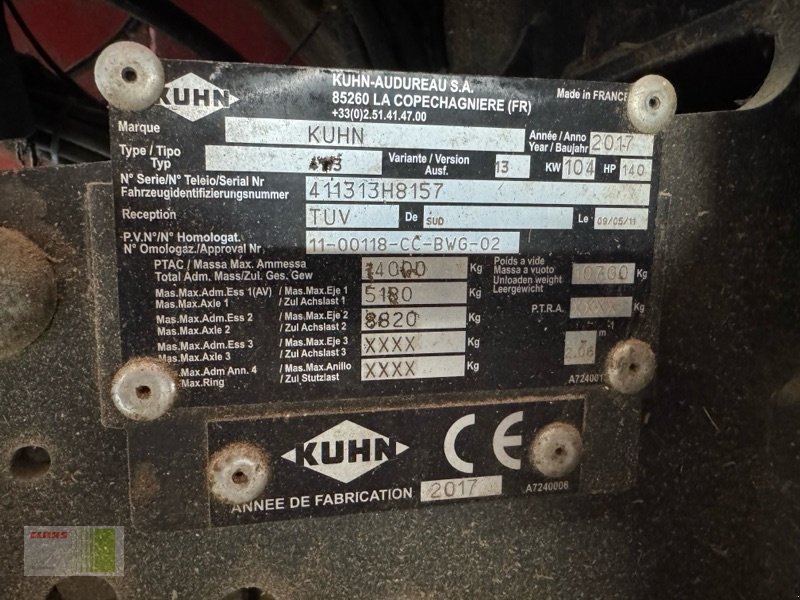 KUHN
KUHN-AUDUREAU S.A.
85260 LA COPECHAGNIERE (FR)
+33(0)2.51.41.47.00
Made in FRANCE
Marque KUHN Année / Anno 2017
Year / Baujahr
Type / Tipo
Typ
Variante / Version 13 KW 104 HP 140
Ausf.
N° Serie/N° Teleio/Serial Nr 411313H8157
Fahrzeugidentifizierungsnummer
Reception TUV De SUD Le 09/05/11
P.V.N°/N° Homologat. 11-00118-CC-BWG-02
N° Omologaz./Approval Nr
PTAC / Massa Max. Ammessa 14000 Kg
Total Adm. Mass/Zul. Ges. Gew
Poids a vide
Massa a vuoto
Unloaden weight
Leergewicht
10700 Kg
Mas.Max.Adm.Ess 1(AV) / Mas.Max.Eje 1 5180 Kg
Mas.Max.Axle 1 / Zul Achslast 1
P.T.R.A. XXXX Kg
Mas.Max.Adm.Ess 2 / Mas.Max.Eje 2 8820 Kg
Mas.Max.Axle 2 / Zul Achslast 2
Mas.Max.Adm.Ess 3 / Mas.Max.Eje 3 XXXX Kg
Mas.Max.Axle 3 / Zul Achslast 3
m
Mas.Max.Adm Ann. 4 / Mas.Max.Anillo XXXX Kg
Max.Ring / Zul Stutzlast
A724001
KUHN CE
ANNEE DE FABRICATION 2017 A7240006
CLAAS